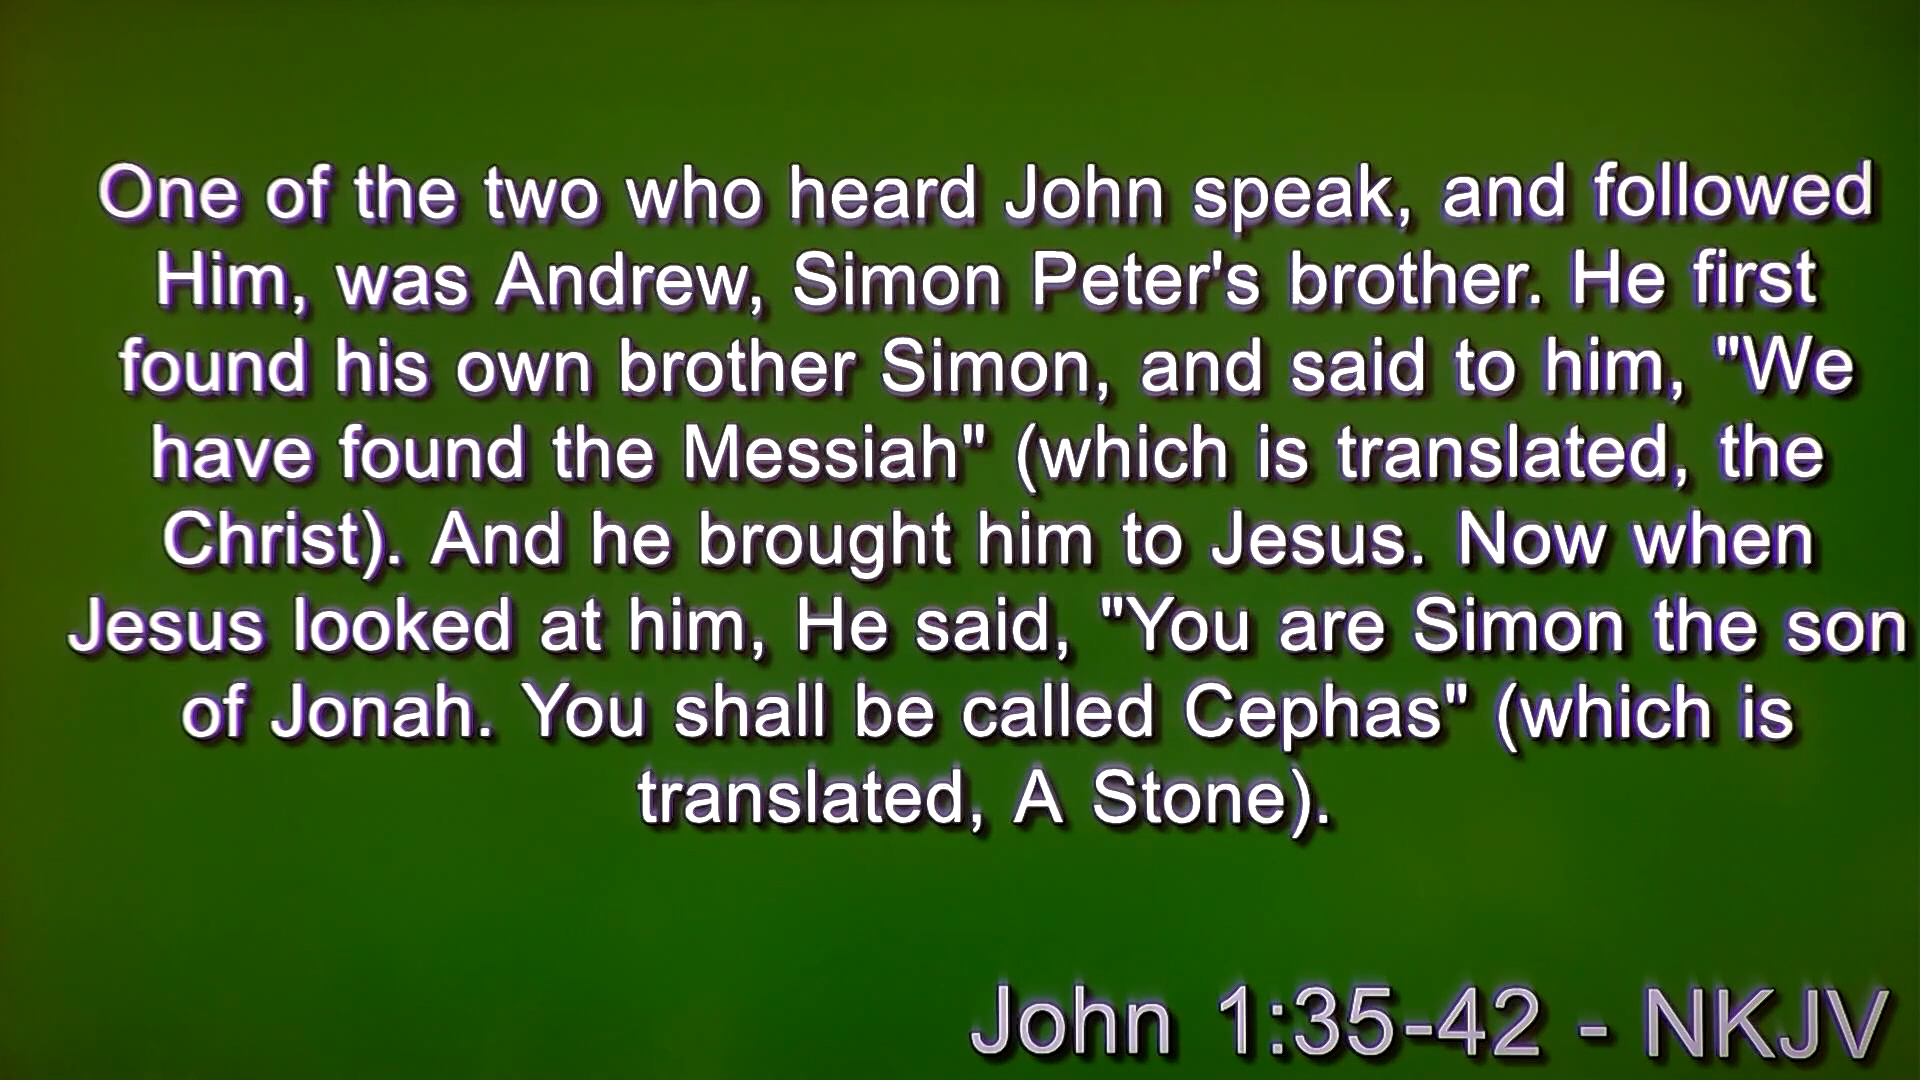 One of the two who heard John speak, and followed
Him, was Andrew, Simon Peter's brother. He first
found his own brother Simon, and said to him, "We
have found the Messiah" (which is translated, the
Christ). And he brought him to Jesus. Now when
Jesus looked at him, He said, "You are Simon the son
of Jonah. You shall be called Cephas" (which is
translated, A Stone).
John 1:35-42 - NKJV